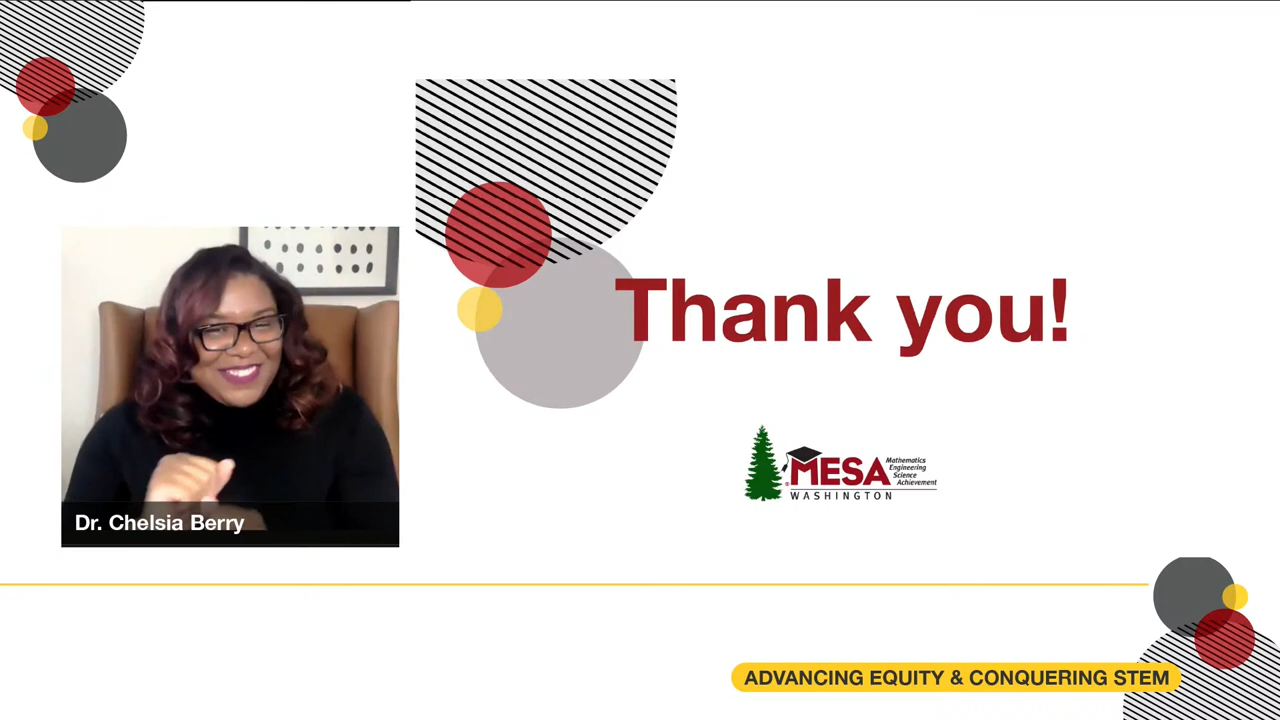 Thank you!
MESA
Mathematics
Engineering
Science
Achievement
WASHINGTON
Dr. Chelsia Berry
ADVANCING EQUITY & CONQUERING STEM